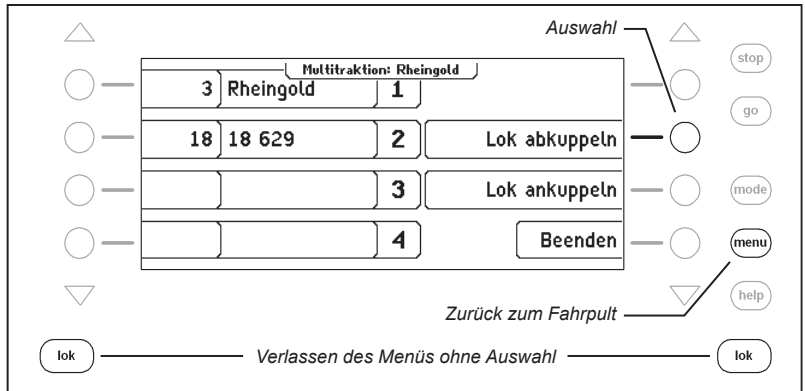 Auswahl
stop
Multitraktion: Rheingold
3 Rheingold 1
go
18 18 629 2 Lok abkuppeln
3 Lok ankuppeln
mode
4 Beenden
menu
help
Zurück zum Fahrpult
lok Verlassen des Menüs ohne Auswahl lok